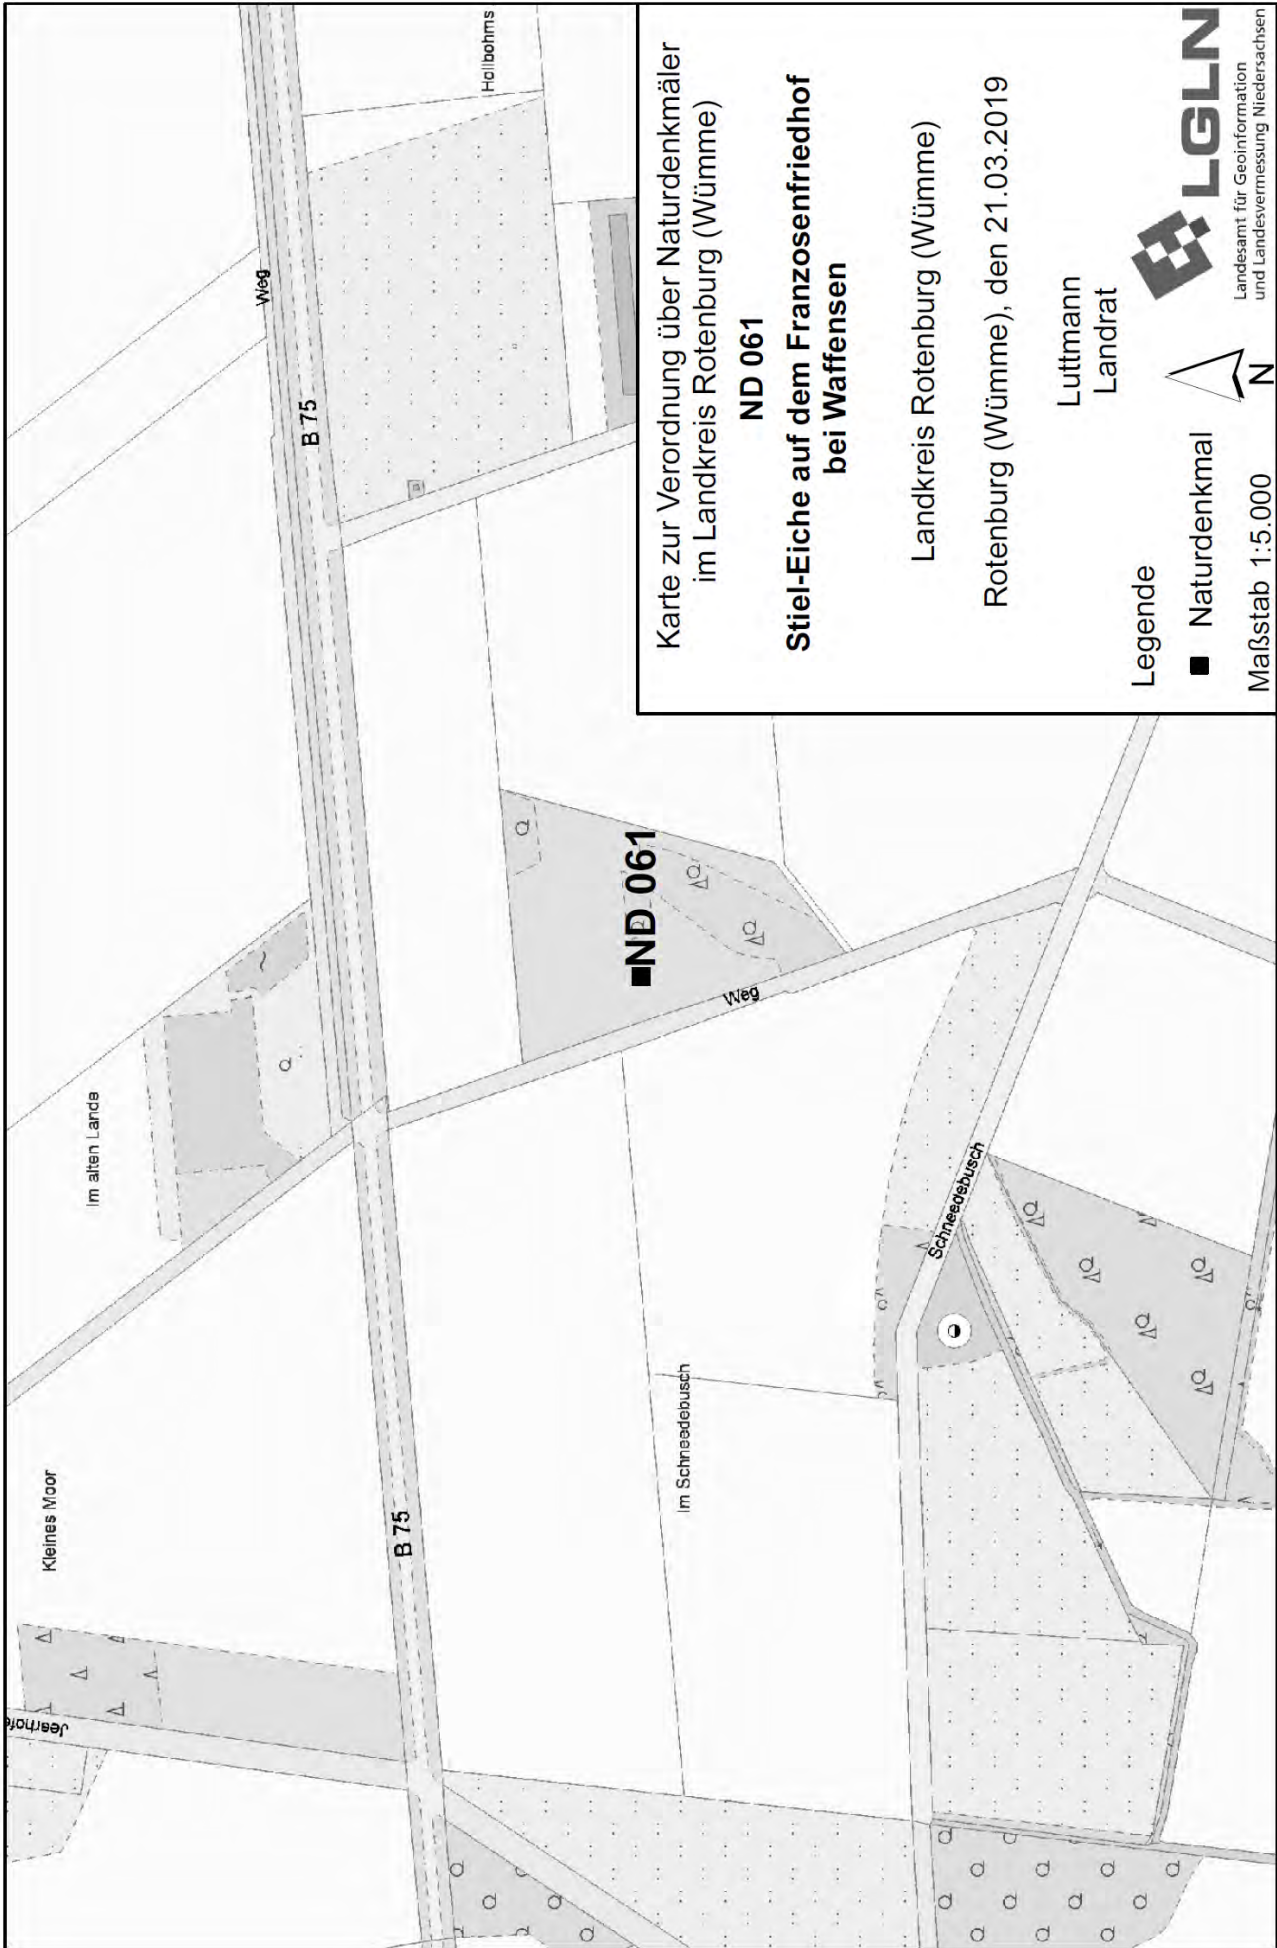 Kleines Moor
Im alten Lande
Weg
B 75
B 75
Hollbohms
ND 061
Weg
Im Schneedebusch
Schneedebusch
Karte zur Verordnung über Naturdenkmäler
im Landkreis Rotenburg (Wümme)
ND 061
Stiel-Eiche auf dem Franzosenfriedhof
bei Waffensen
Landkreis Rotenburg (Wümme)
Rotenburg (Wümme), den 21.03.2019
Luttmann
Landrat
Legende
Naturdenkmal
Maßstab 1:5.000
N
LGLN
Landesamt für Geoinformation
und Landesvermessung Niedersachsen